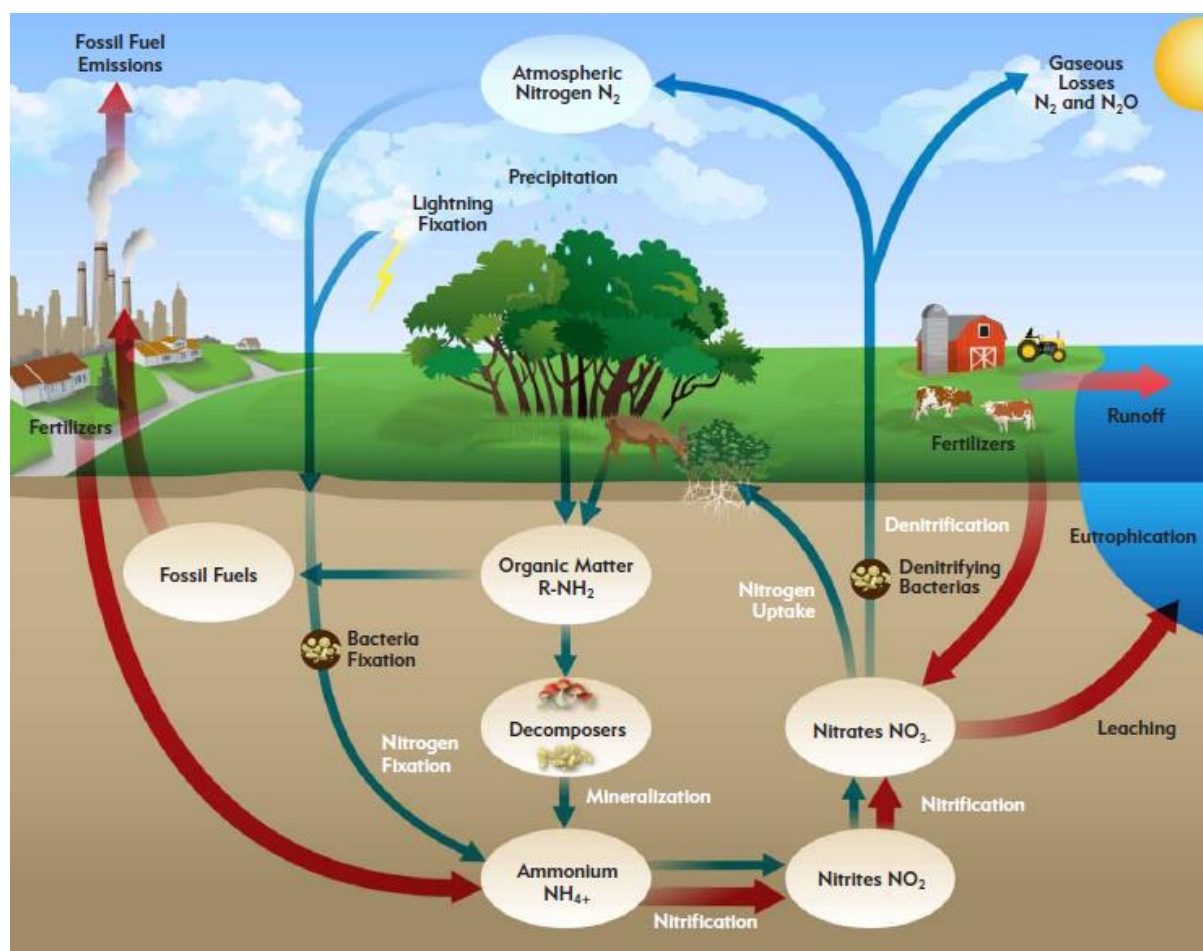 Fossil Fuel
Emissions
Atmospheric
Nitrogen N₂
Gaseous
Losses
N₂ and N₂O
Precipitation
Lightning
Fixation
Fertilizers
Fertilizers
Runoff
Denitrification
Eutrophication
Fossil Fuels
Organic Matter
R-NH₂
Nitrogen
Uptake
Denitrifying
Bacterias
Bacteria
Fixation
Decomposers
Nitrates NO₃₋
Leaching
Nitrogen
Fixation
Mineralization
Nitrification
Ammonium
NH₄₊
Nitrites NO₂
Nitrification